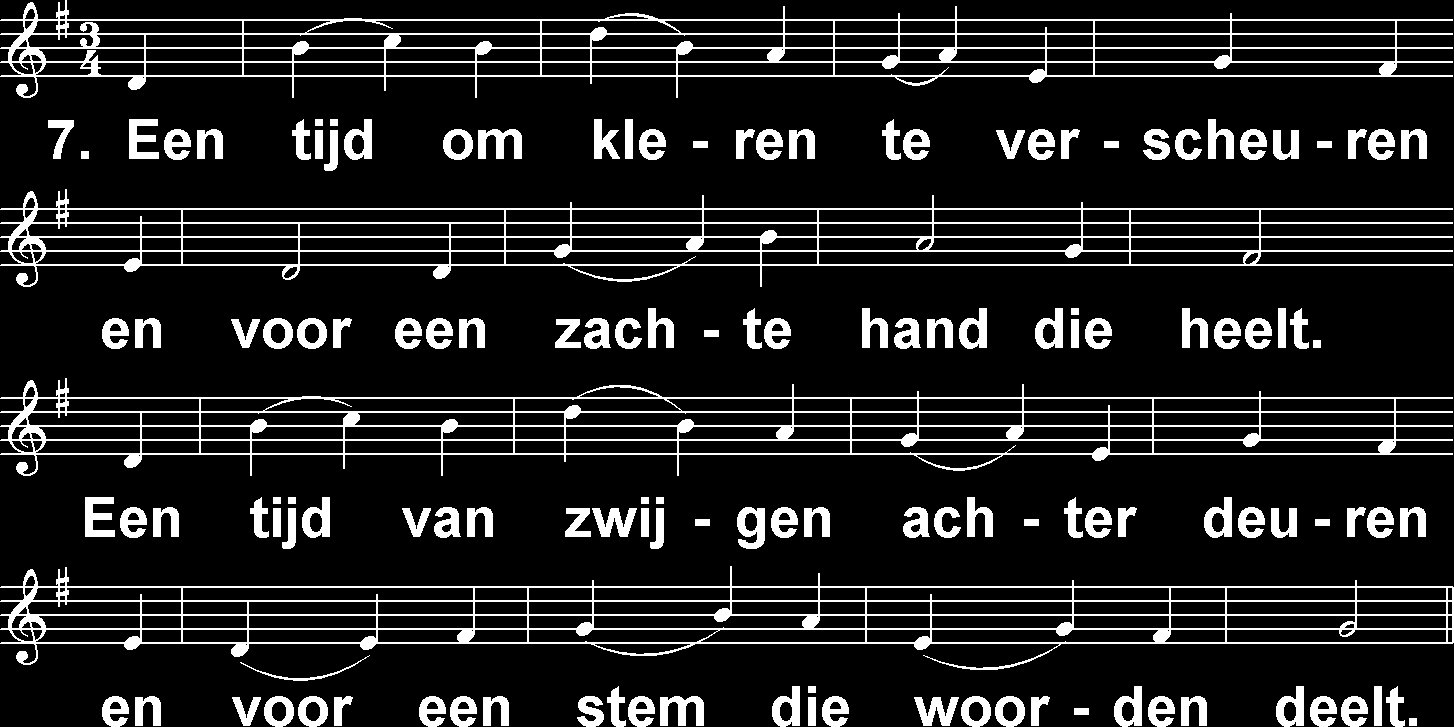 7. Een tijd om kle - ren te ver - scheu - ren
en voor een zach - te hand die heelt.
Een tijd van zwij - gen ach - ter deu - ren
en voor een stem die woor - den deelt.